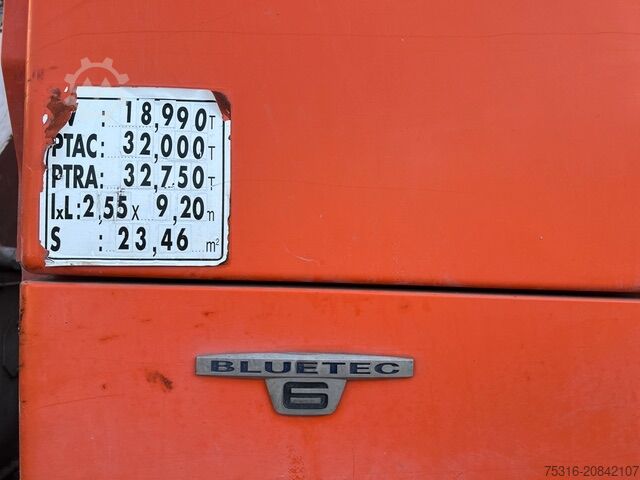 V : 18,990 T
PTAC: 32,000 T
PTRA: 32,750 T
lxL: 2,55 x 9,20 m
S : 23,46 m²
BLUETEC
6
75316-20842107